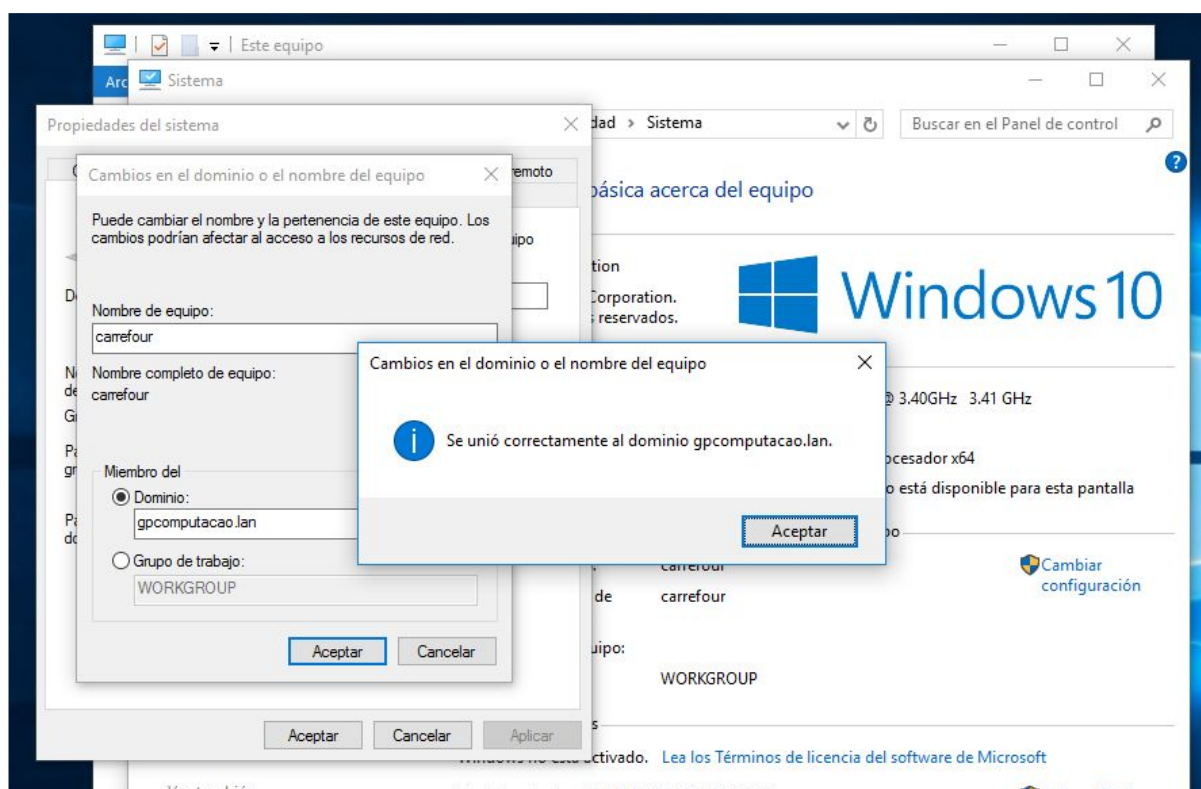 Este equipo
Arc
Sistema
Propiedades del sistema
dad > Sistema
Buscar en el Panel de control
Cambios en el dominio o el nombre del equipo
emoto
básica acerca del equipo
Puede cambiar el nombre y la pertenencia de este equipo. Los
cambios podrían afectar al acceso a los recursos de red.
uipo
tion
Corporation.
s reservados.
Windows 10
Nombre de equipo:
carrefour
Nombre completo de equipo:
carrefour
Cambios en el dominio o el nombre del equipo
@ 3.40GHz 3.41 GHz
Se unió correctamente al dominio gpcomputacao.lan.
ocesador x64
o está disponible para esta pantalla
Miembro del
Dominio:
gpcomputacao.lan
Aceptar
po
Grupo de trabajo:
WORKGROUP
carrefour
Cambiar
configuración
de carrefour
Aceptar Cancelar
uipo:
WORKGROUP
Aceptar Cancelar Aplicar
s
Windows no está activado. Lea los Términos de licencia del software de Microsoft